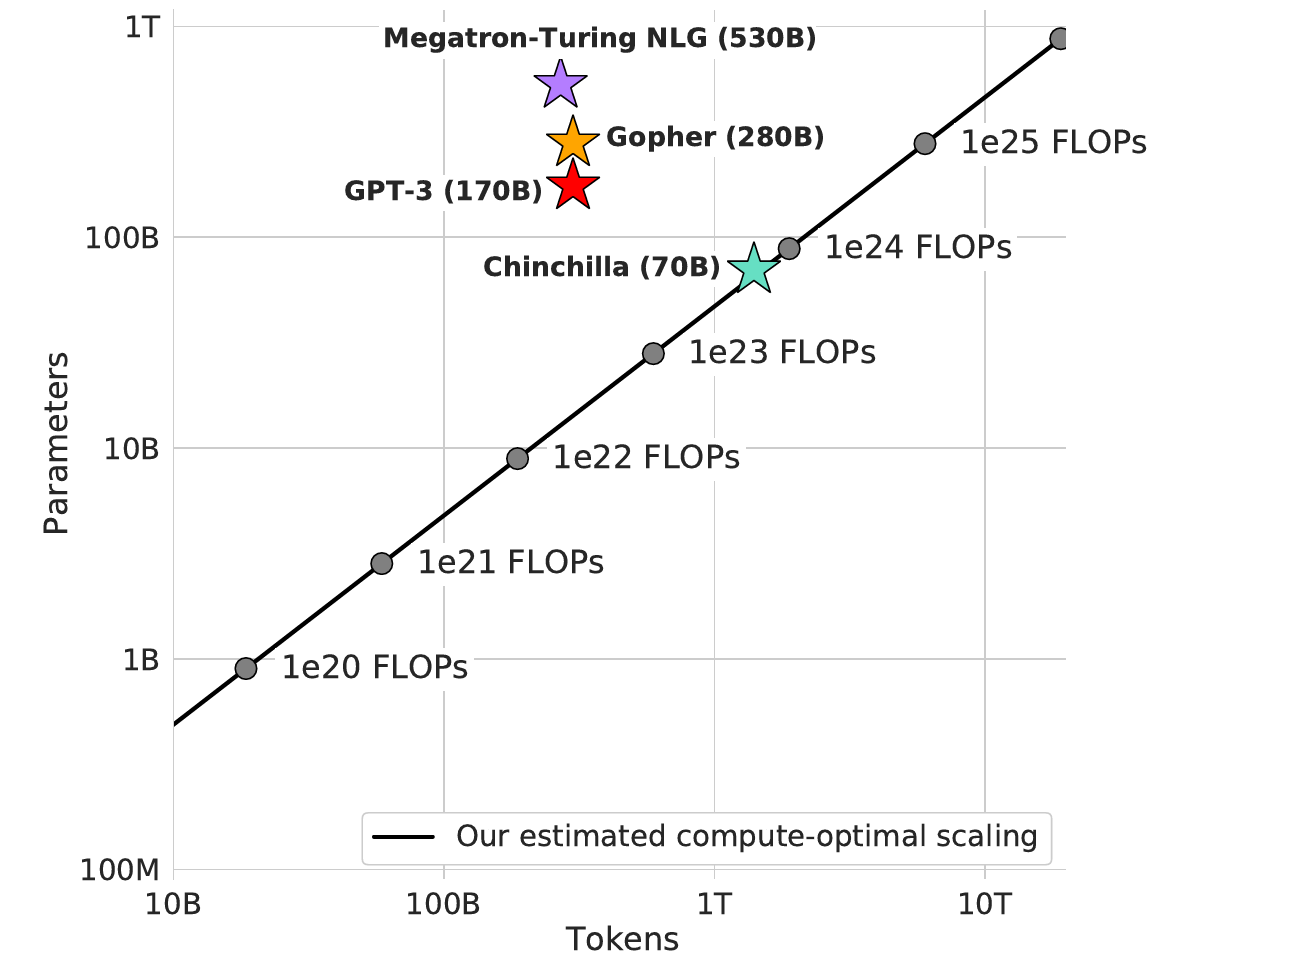 1T
Megatron-Turing NLG (530B)
Gopher (280B)
1e25 FLOPs
GPT-3 (170B)
100B
1e24 FLOPs
Chinchilla (70B)
1e23 FLOPs
Parameters
10B
1e22 FLOPs
1e21 FLOPs
1B
1e20 FLOPs
Our estimated compute-optimal scaling
100M
10B
100B
1T
10T
Tokens